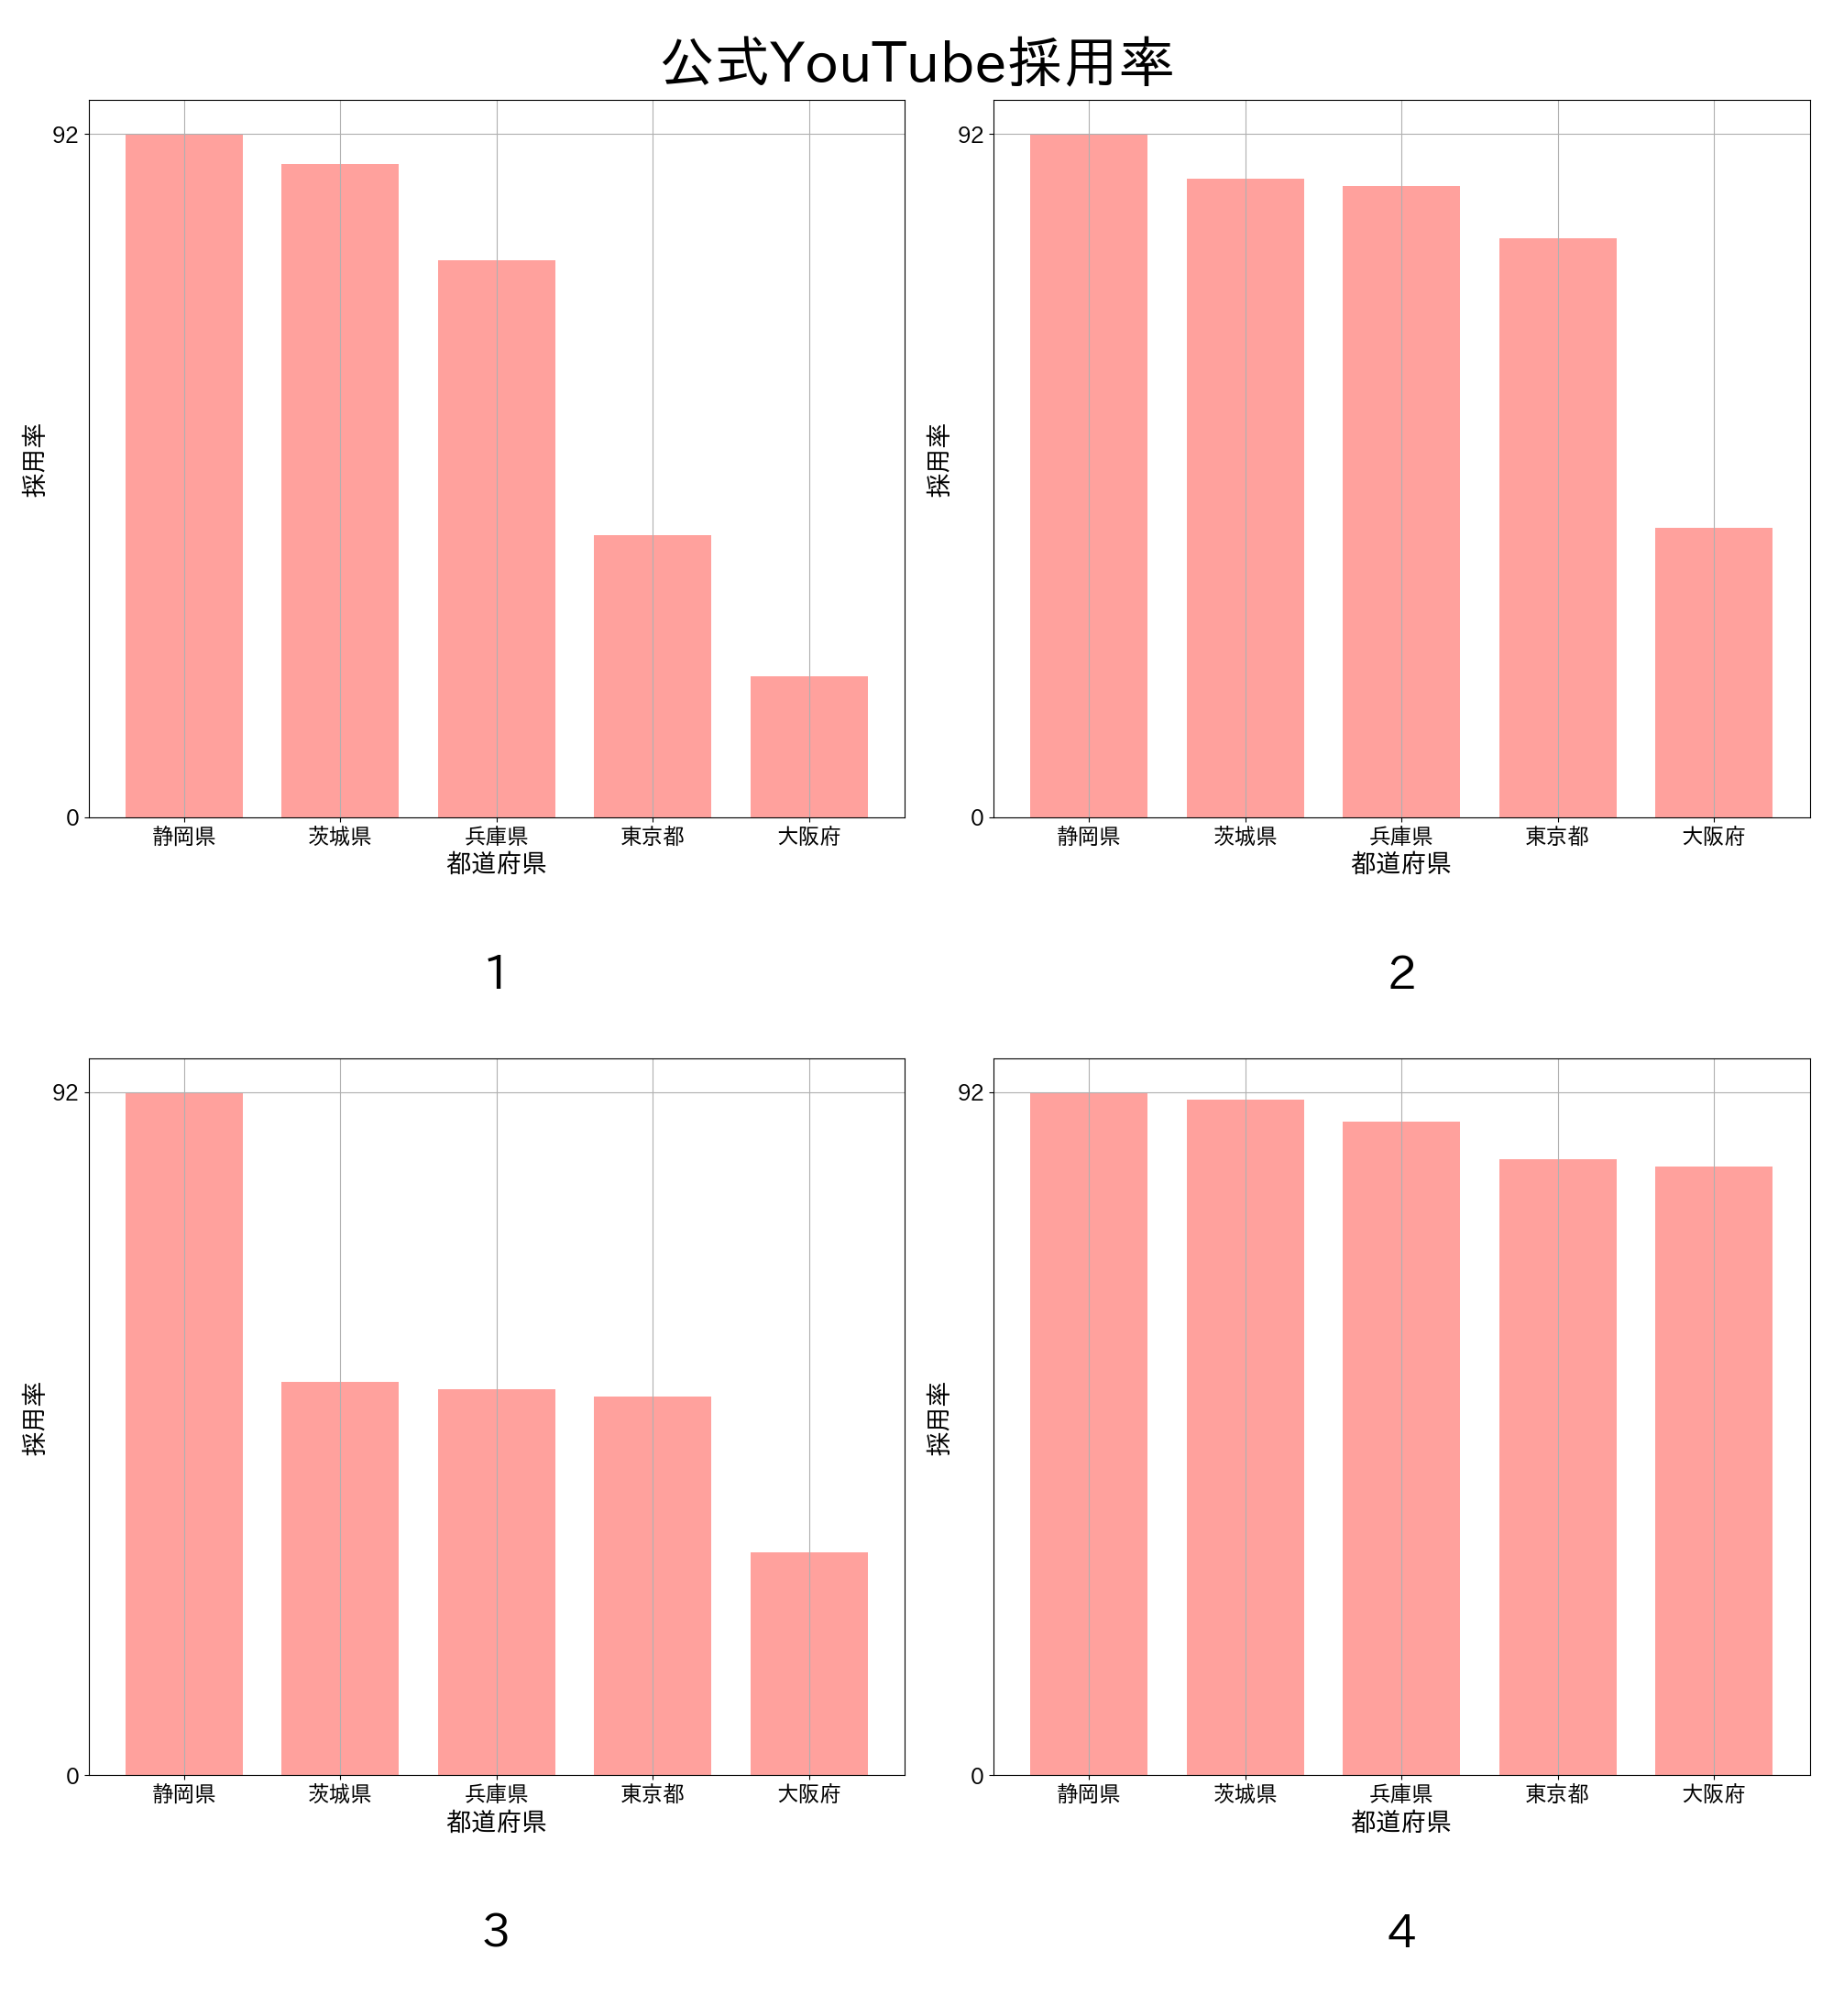 公式YouTube採用率
92
採用率
0
静岡県 茨城県 兵庫県 東京都 大阪府
都道府県
1
92
採用率
0
静岡県 茨城県 兵庫県 東京都 大阪府
都道府県
2
92
採用率
0
静岡県 茨城県 兵庫県 東京都 大阪府
都道府県
3
92
採用率
0
静岡県 茨城県 兵庫県 東京都 大阪府
都道府県
4